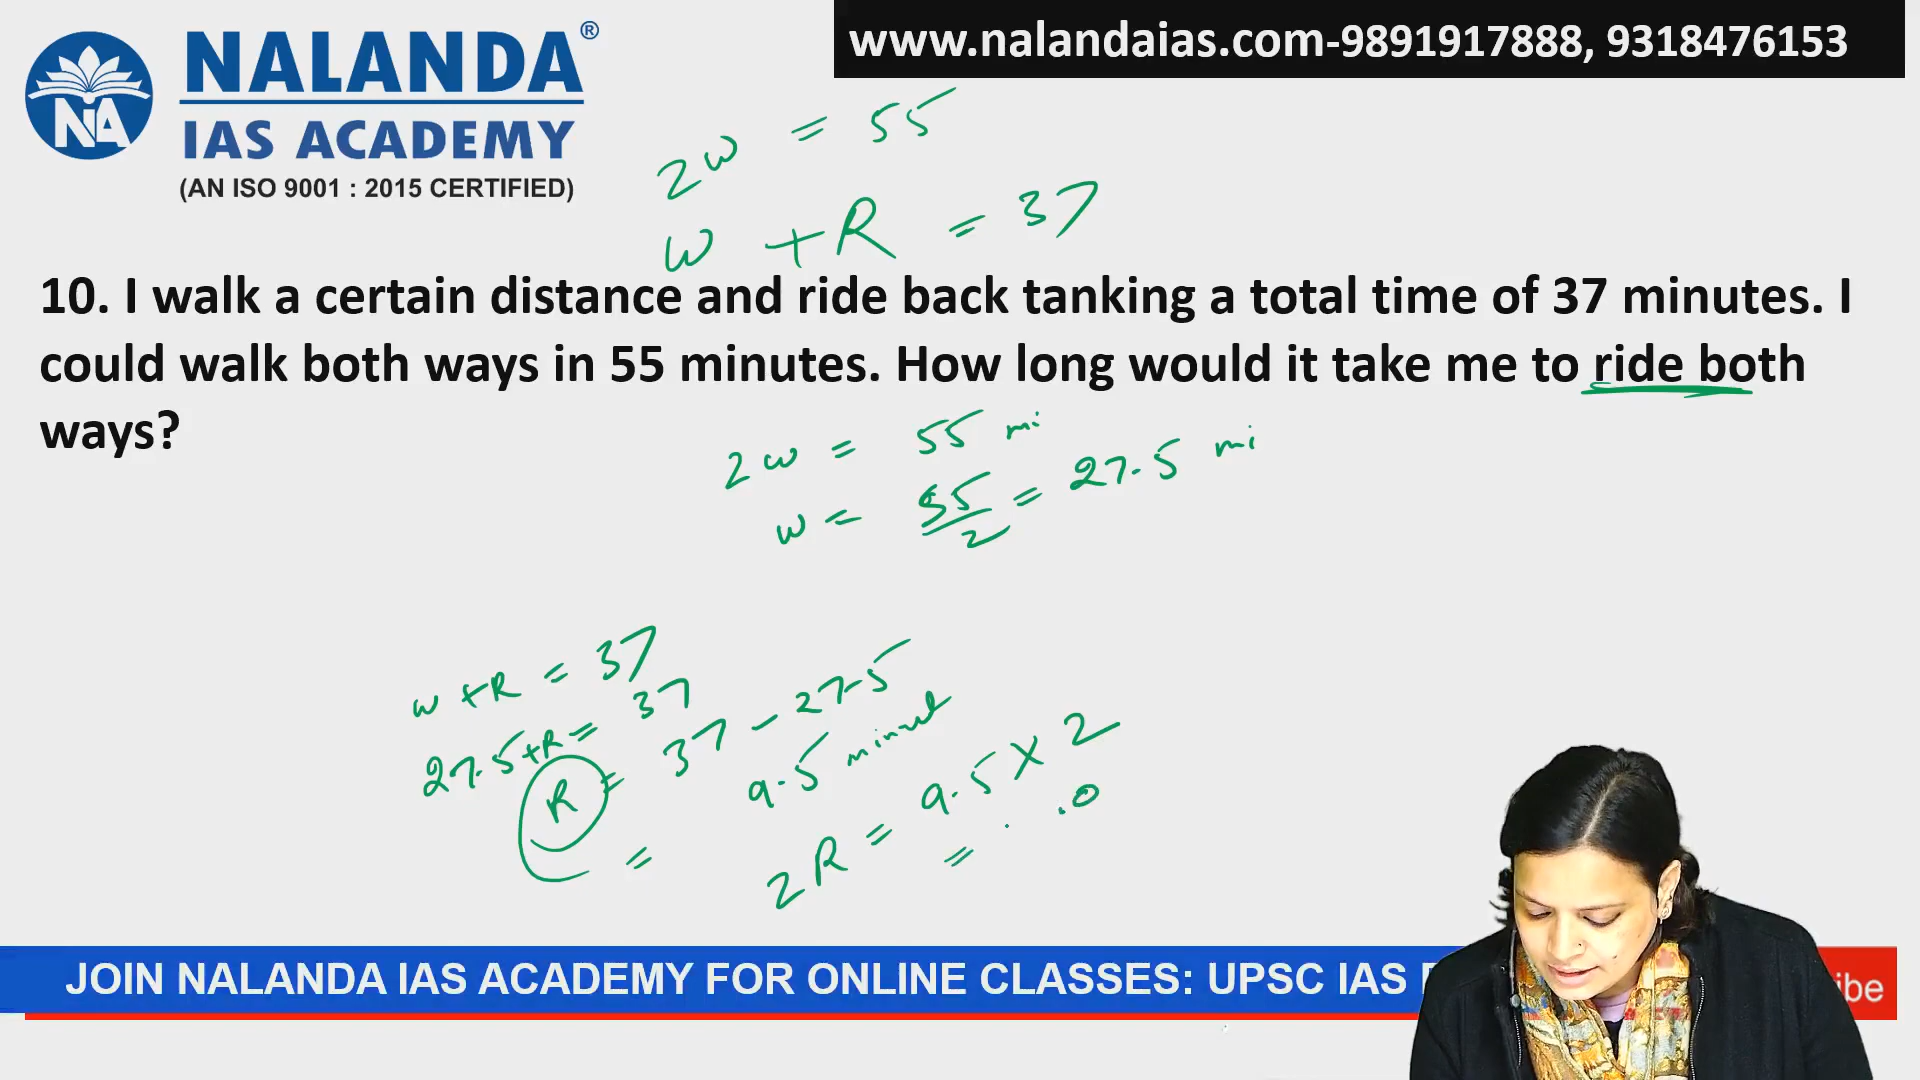 NALANDA®
IAS ACADEMY
(AN ISO 9001 : 2015 CERTIFIED)
NA
www.nalandaias.com-9891917888, 9318476153
2w = 55
w + R = 37
10. I walk a certain distance and ride back tanking a total time of 37 minutes. I
could walk both ways in 55 minutes. How long would it take me to ride both
ways?
2w = 55 mi
w = 55/2 = 27.5 mi
w + R = 37
27.5 + R = 37
R = 37 - 27.5
= 9.5 minut
2R = 9.5 × 2
= .0
JOIN NALANDA IAS ACADEMY FOR ONLINE CLASSES: UPSC IAS
ibe